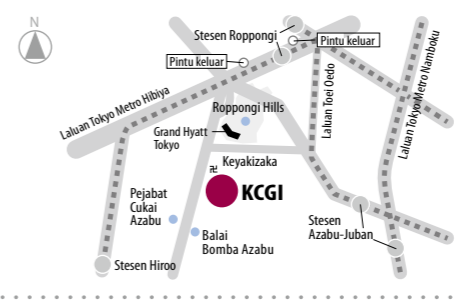 N
Stesen Roppongi
Pintu keluar
Pintu keluar
Laluan Tokyo Metro Hibiya
Laluan Toei Oedo
Laluan Tokyo Metro Namboku
Roppongi Hills
Grand Hyatt
Tokyo
Keyakizaka
卍
KCGI
Pejabat
Cukai
Azabu
Balai
Bomba Azabu
Stesen
Azabu-Juban
Stesen Hiroo